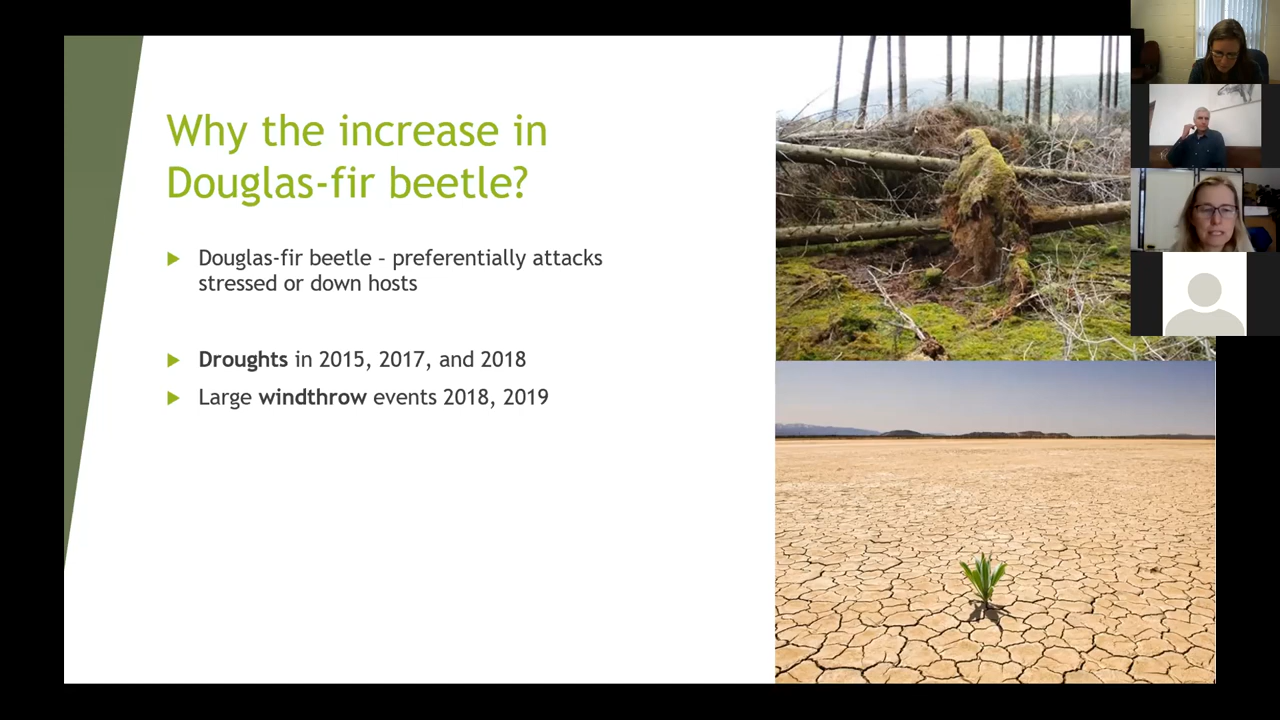 Why the increase in
Douglas-fir beetle?
Douglas-fir beetle – preferentially attacks
stressed or down hosts
Droughts in 2015, 2017, and 2018
Large windthrow events 2018, 2019